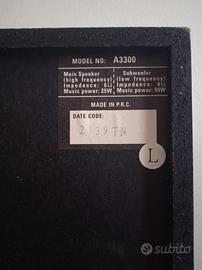 MODEL NO: A3300
Main Speaker
(high frequency)
Impedance: 6Ω
Music power: 25W
Subwoofer
(low frequency)
Impedance: 6Ω
Music power: 50W
MADE IN P.R.C.
DATE CODE:
2139TN
L
subito